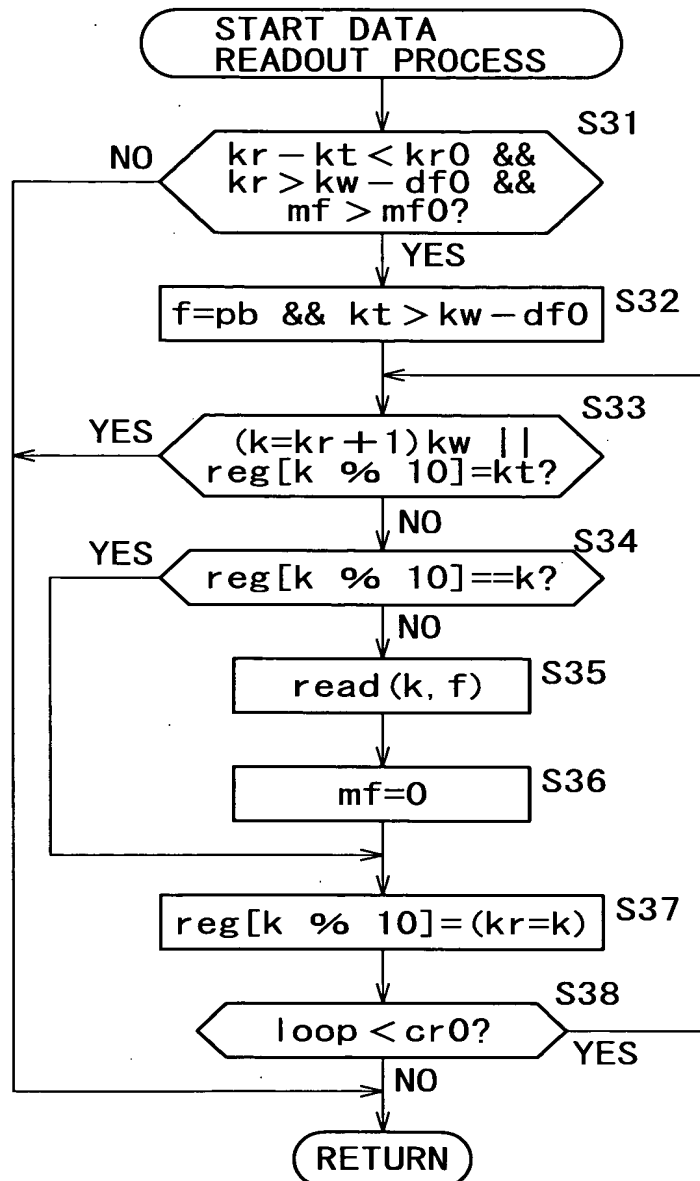 START DATA
READOUT PROCESS
S31
NO
kr-kt<kr0 &&
kr>kw-df0 &&
mf>mf0?
YES
S32
f=pb && kt>kw-df0
S33
YES
(k=kr+1)kw ||
reg[k % 10]=kt?
NO
S34
YES
reg[k % 10]==k?
NO
S35
read(k,f)
S36
mf=0
S37
reg[k % 10]=(kr=k)
S38
loop<cr0?
YES
NO
RETURN